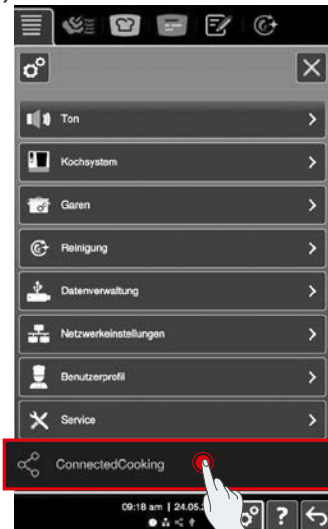 Ton
Kochsystem
Garen
Reinigung
Datenverwaltung
Netzwerkeinstellungen
Benutzerprofil
Service
ConnectedCooking
09:18 am | 24.05.
?